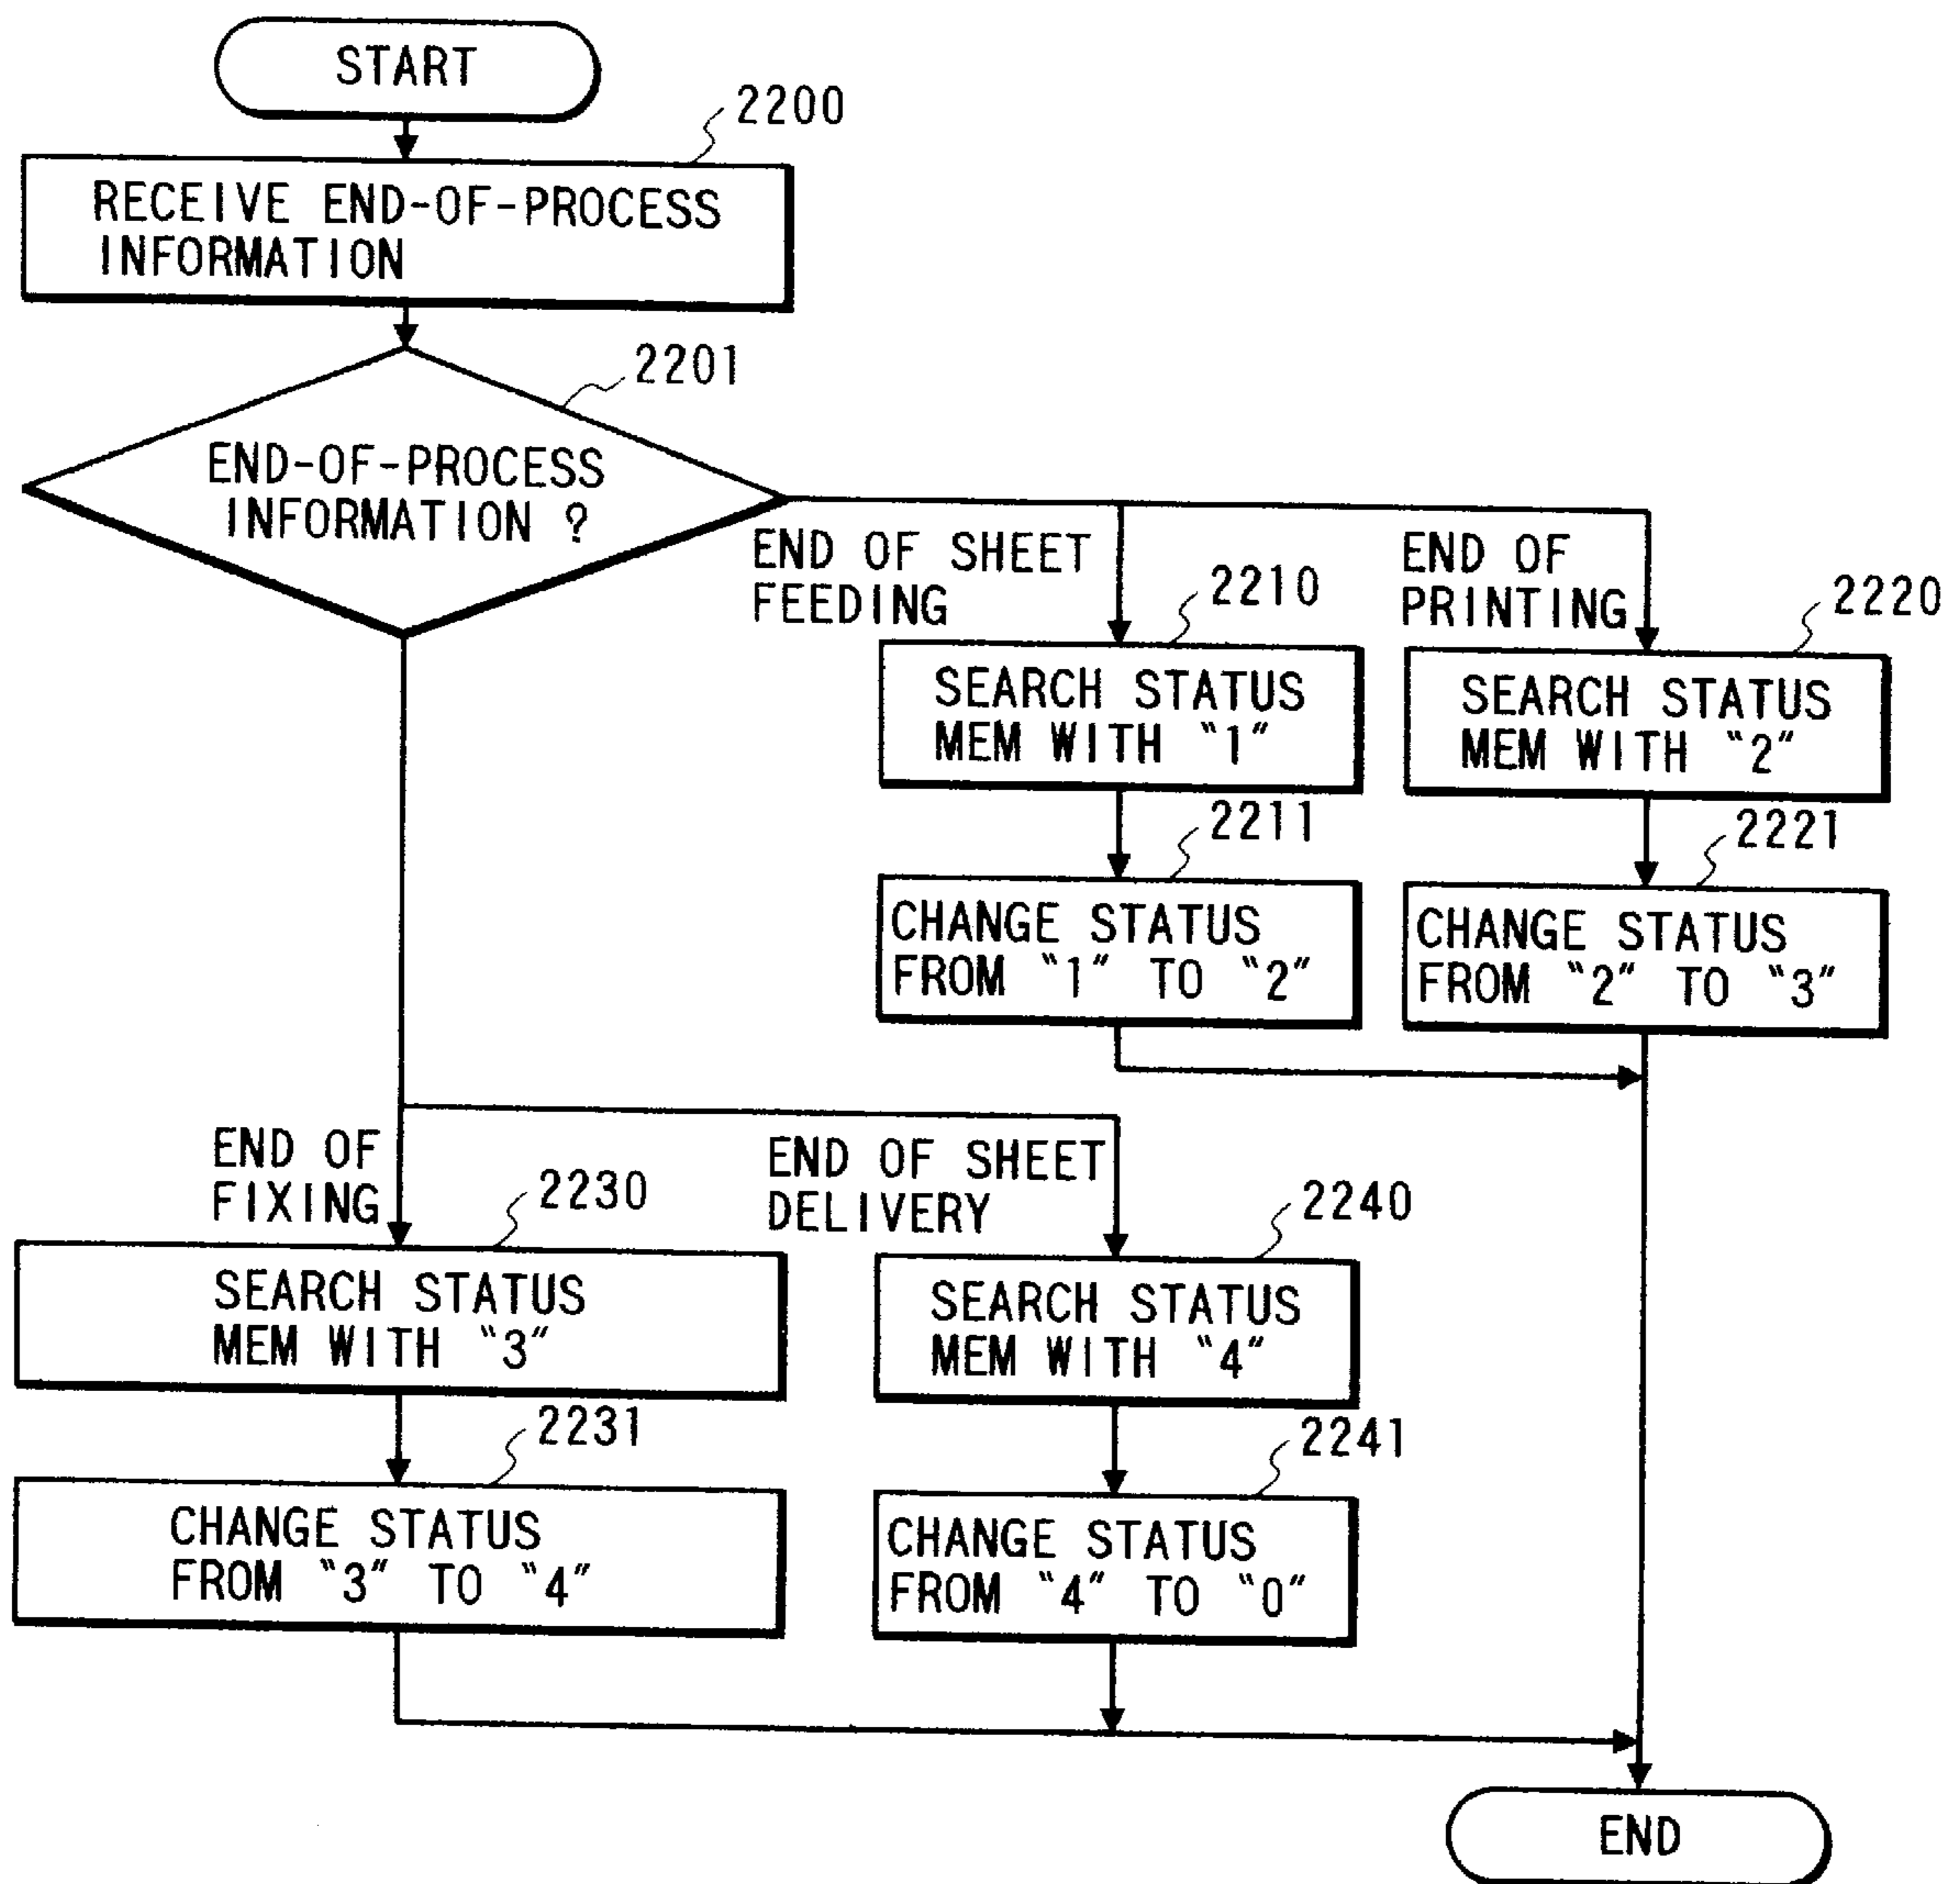 START
2200
RECEIVE END-OF-PROCESS
INFORMATION
2201
END-OF-PROCESS
INFORMATION ?
END OF SHEET
FEEDING
END OF
PRINTING
2210
2220
SEARCH STATUS
MEM WITH "1"
SEARCH STATUS
MEM WITH "2"
2211
2221
CHANGE STATUS
FROM "1" TO "2"
CHANGE STATUS
FROM "2" TO "3"
END OF
FIXING
END OF SHEET
DELIVERY
2230
2240
SEARCH STATUS
MEM WITH "3"
SEARCH STATUS
MEM WITH "4"
2231
2241
CHANGE STATUS
FROM "3" TO "4"
CHANGE STATUS
FROM "4" TO "0"
END